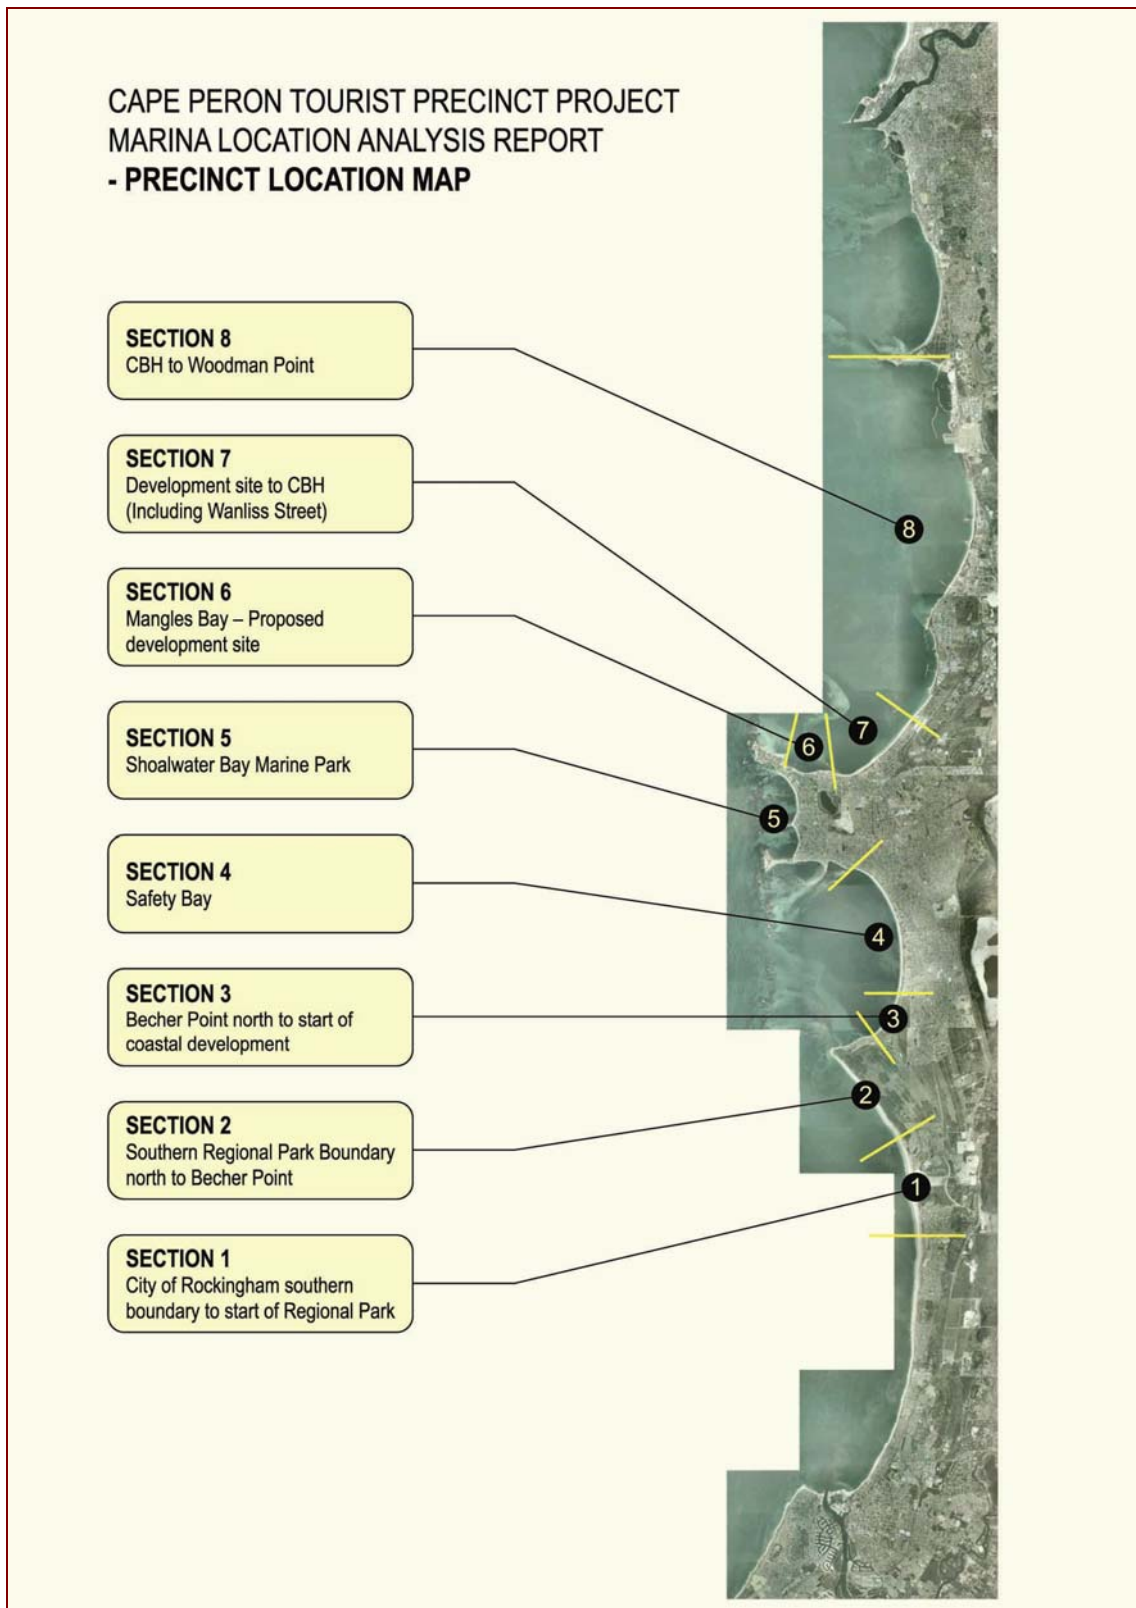 CAPE PERON TOURIST PRECINCT PROJECT
MARINA LOCATION ANALYSIS REPORT
- PRECINCT LOCATION MAP
SECTION 8
CBH to Woodman Point
SECTION 7
Development site to CBH
(Including Wanliss Street)
SECTION 6
Mangles Bay – Proposed
development site
SECTION 5
Shoalwater Bay Marine Park
SECTION 4
Safety Bay
SECTION 3
Becher Point north to start of
coastal development
SECTION 2
Southern Regional Park Boundary
north to Becher Point
SECTION 1
City of Rockingham southern
boundary to start of Regional Park
8
7
6
5
4
3
2
1